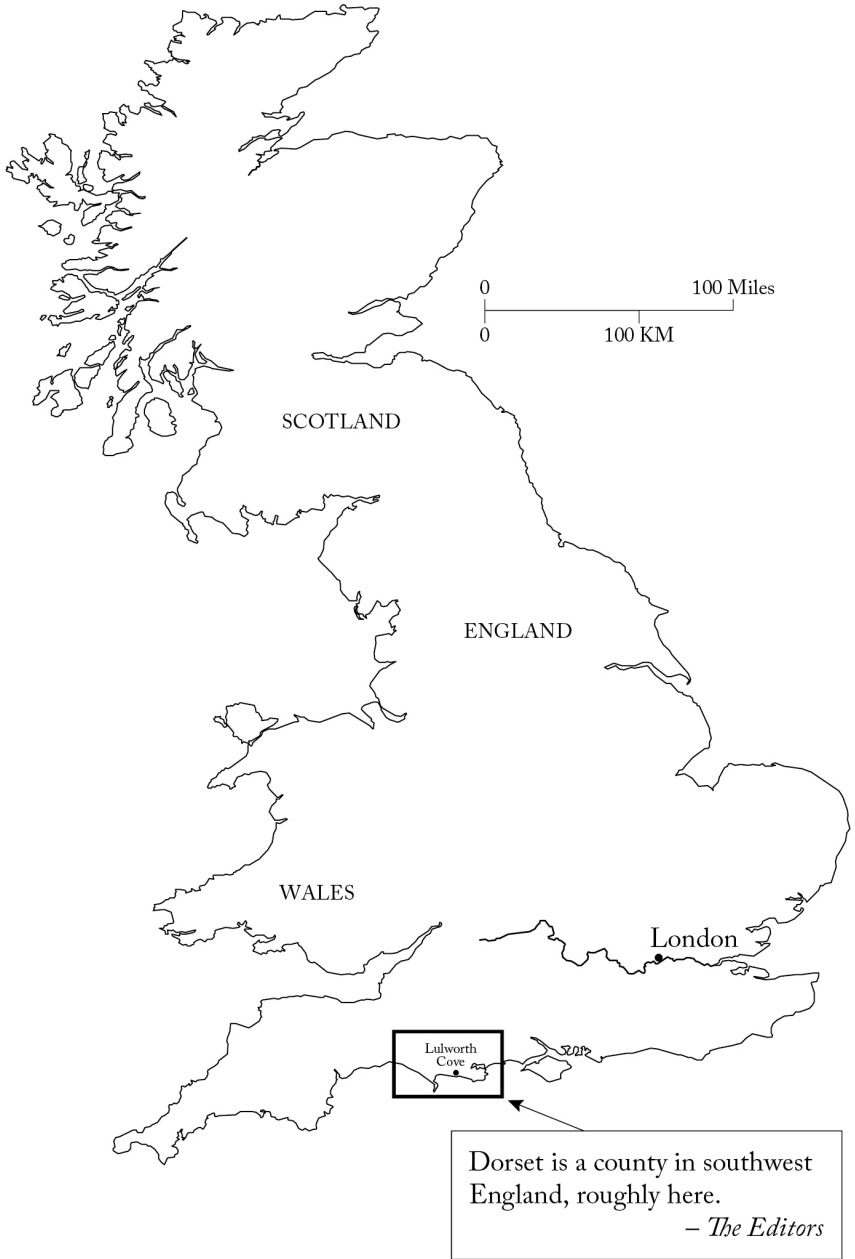 0 100 Miles
0 100 KM
SCOTLAND
ENGLAND
WALES
London
Lulworth
Cove
Dorset is a county in southwest
England, roughly here.
– The Editors